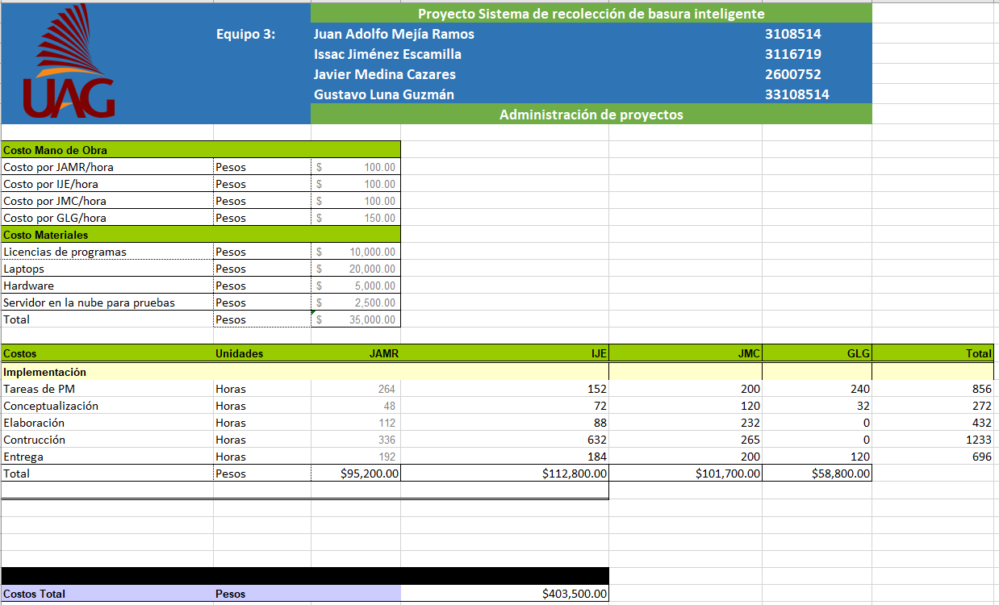 Proyecto Sistema de recolección de basura inteligente
Equipo 3: Juan Adolfo Mejía Ramos 3108514
Issac Jiménez Escamilla 3116719
Javier Medina Cazares 2600752
Gustavo Luna Guzmán 33108514
UAG
Administración de proyectos
Costo Mano de Obra
Costo por JAMR/hora Pesos $ 100.00
Costo por IJE/hora Pesos $ 100.00
Costo por JMC/hora Pesos $ 100.00
Costo por GLG/hora Pesos $ 150.00
Costo Materiales
Licencias de programas Pesos $ 10,000.00
Laptops Pesos $ 20,000.00
Hardware Pesos $ 5,000.00
Servidor en la nube para pruebas Pesos $ 2,500.00
Total Pesos $ 35,000.00
Costos Unidades JAMR IJE JMC GLG Total
Implementación
Tareas de PM Horas 264 152 200 240 856
Conceptualización Horas 48 72 120 32 272
Elaboración Horas 112 88 232 0 432
Contrucción Horas 336 632 265 0 1233
Entrega Horas 192 184 200 120 696
Total Pesos $95,200.00 $112,800.00 $101,700.00 $58,800.00
Costos Total Pesos $403,500.00